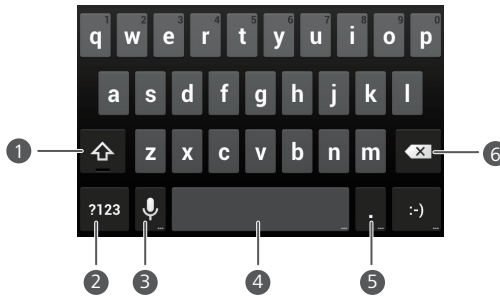 1 2 3 4 5 6 7 8 9 0
q w e r t y u i o p
a s d f g h j k l
1 z x c v b n m 6
?123 ... ... . ... :-) ...
2 3 4 5